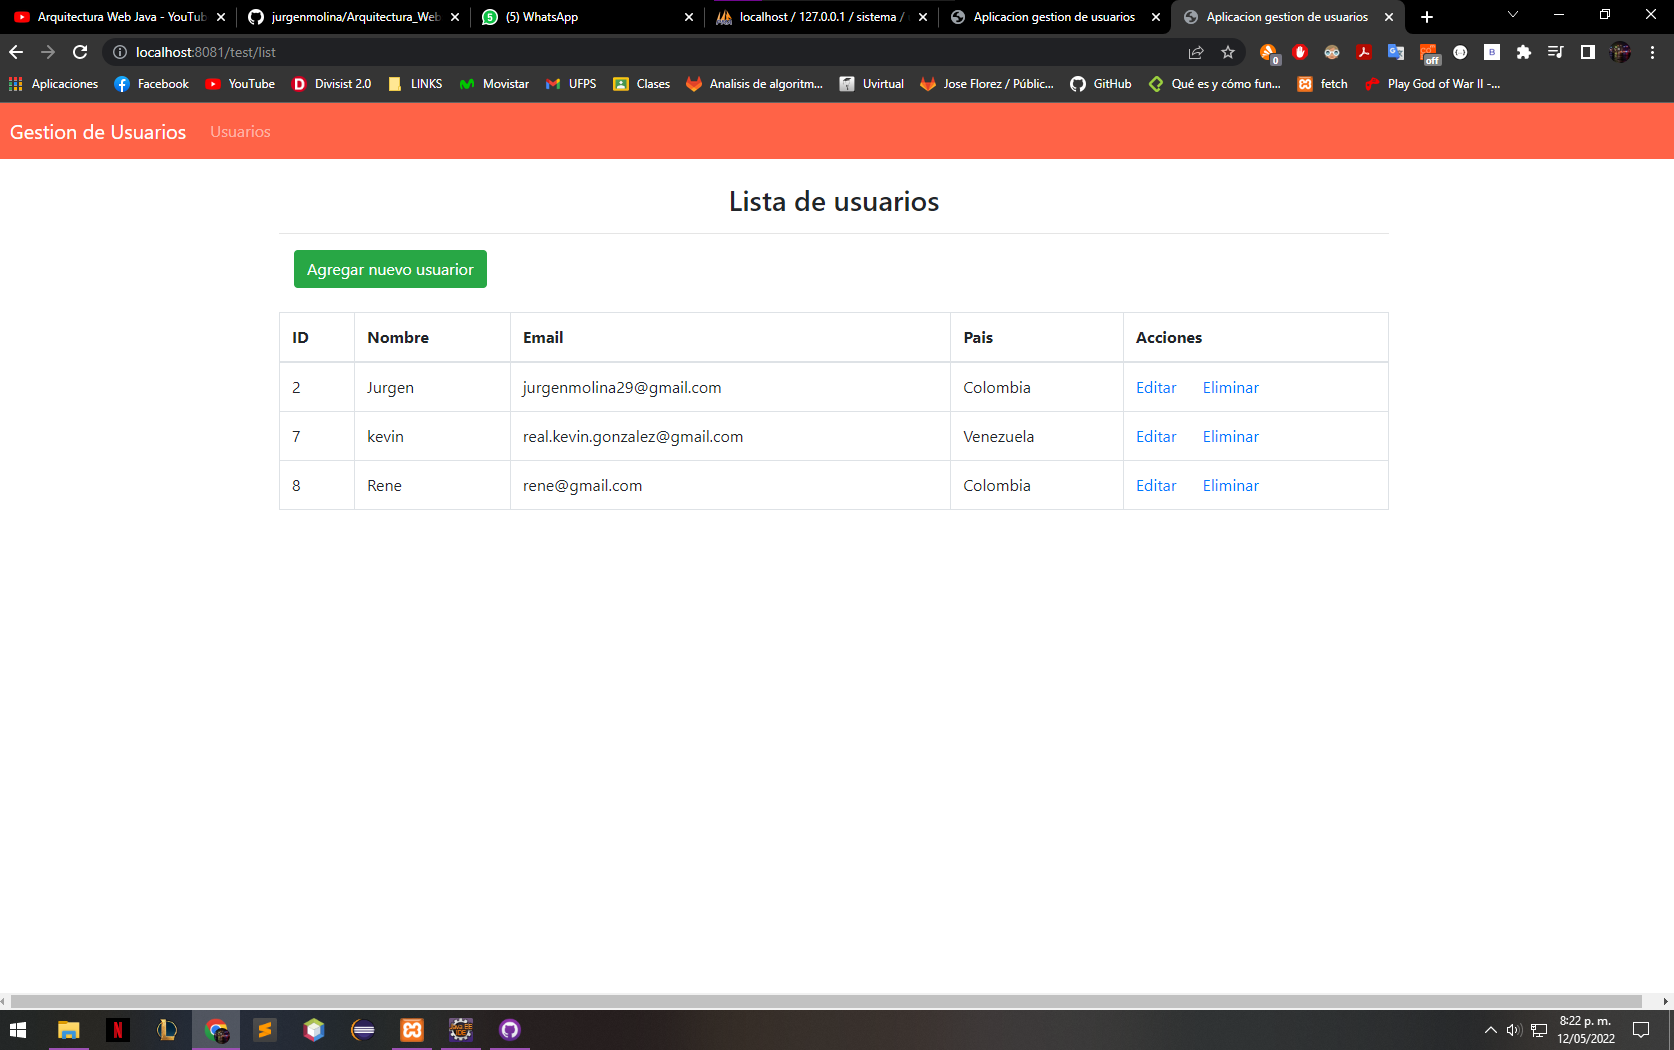 Arquitectura Web Java - YouTub
jurgenmolina/Arquitectura_Web
(5) WhatsApp
localhost / 127.0.0.1 / sistema /
Aplicacion gestion de usuarios
Aplicacion gestion de usuarios
localhost:8081/test/list
0
off
B
Aplicaciones
Facebook
YouTube
Divisist 2.0
LINKS
Movistar
UFPS
Clases
Analisis de algoritm...
Uvirtual
Jose Florez / Públic...
GitHub
Qué es y cómo fun...
fetch
Play God of War II -...
Gestion de Usuarios Usuarios
Lista de usuarios
Agregar nuevo usuarior
ID Nombre Email Pais Acciones
2 Jurgen jurgenmolina29@gmail.com Colombia Editar Eliminar
7 kevin real.kevin.gonzalez@gmail.com Venezuela Editar Eliminar
8 Rene rene@gmail.com Colombia Editar Eliminar
8:22 p. m.
12/05/2022